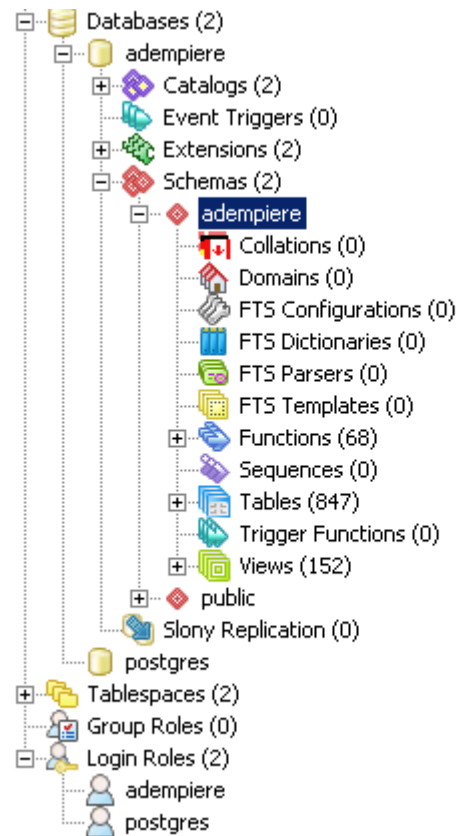 Databases (2)
adempiere
Catalogs (2)
Event Triggers (0)
Extensions (2)
Schemas (2)
adempiere
Collations (0)
Domains (0)
FTS Configurations (0)
FTS Dictionaries (0)
FTS Parsers (0)
FTS Templates (0)
Functions (68)
Sequences (0)
Tables (847)
Trigger Functions (0)
Views (152)
public
Slony Replication (0)
postgres
Tablespaces (2)
Group Roles (0)
Login Roles (2)
adempiere
postgres